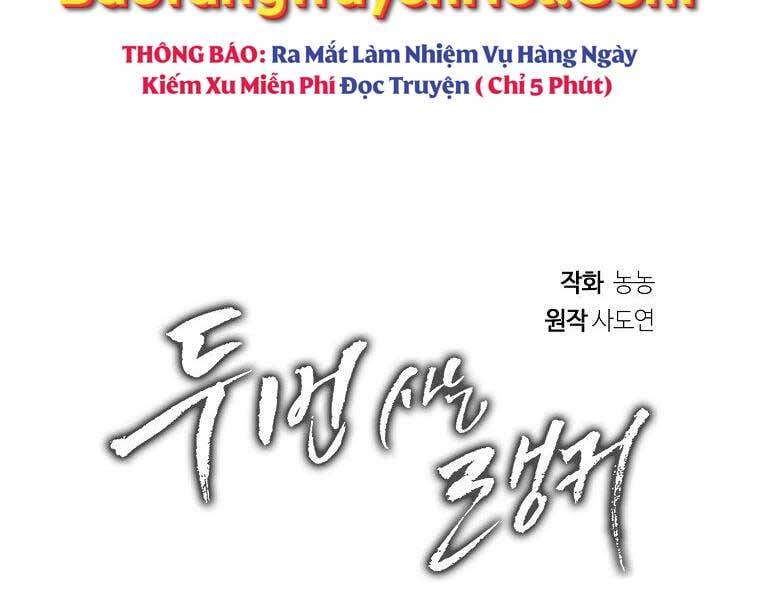 THÔNG BÁO: Ra Mắt Làm Nhiệm Vụ Hàng Ngày
Kiếm Xu Miễn Phí Đọc Truyện ( Chỉ 5 Phút)
작화 농농
원작 사도연
두 번 사는
랭커